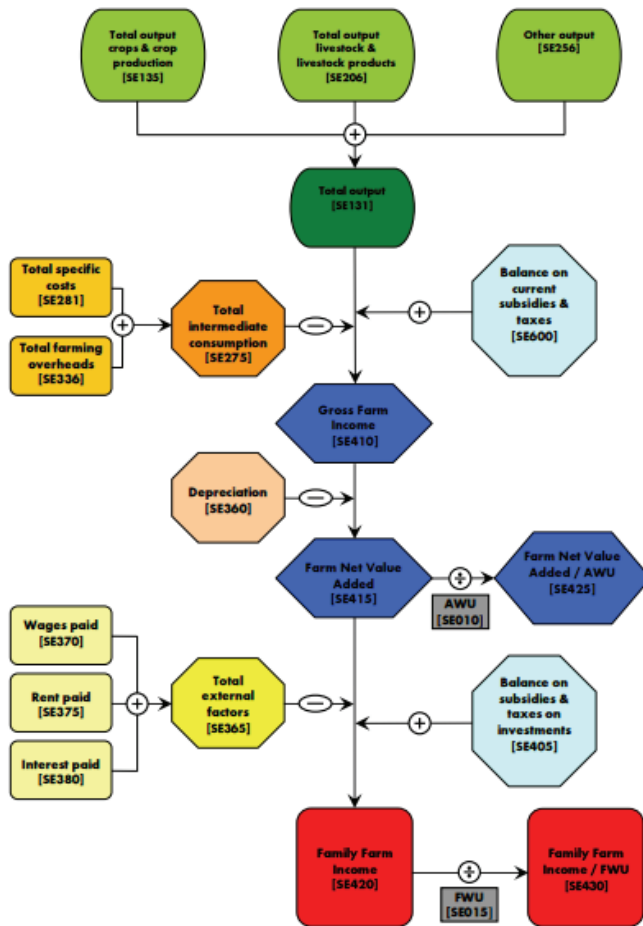 Total output
crops & crop
production
[SE135]
Total output
livestock &
livestock products
[SE206]
Other output
[SE256]
+
Total output
[SE131]
Total specific
costs
[SE281]
+
Total farming
overheads
[SE336]
Total
intermediate
consumption
[SE275]
−
+
Balance on
current
subsidies &
taxes
[SE600]
Gross Farm
Income
[SE410]
Depreciation
[SE360]
−
Farm Net Value
Added
[SE415]
÷
AWU
[SE010]
Farm Net Value
Added / AWU
[SE425]
Wages paid
[SE370]
Rent paid
[SE375]
+
Interest paid
[SE380]
Total
external
factors
[SE365]
−
+
Balance on
subsidies &
taxes on
investments
[SE405]
Family Farm
Income
[SE420]
÷
FWU
[SE015]
Family Farm
Income / FWU
[SE430]